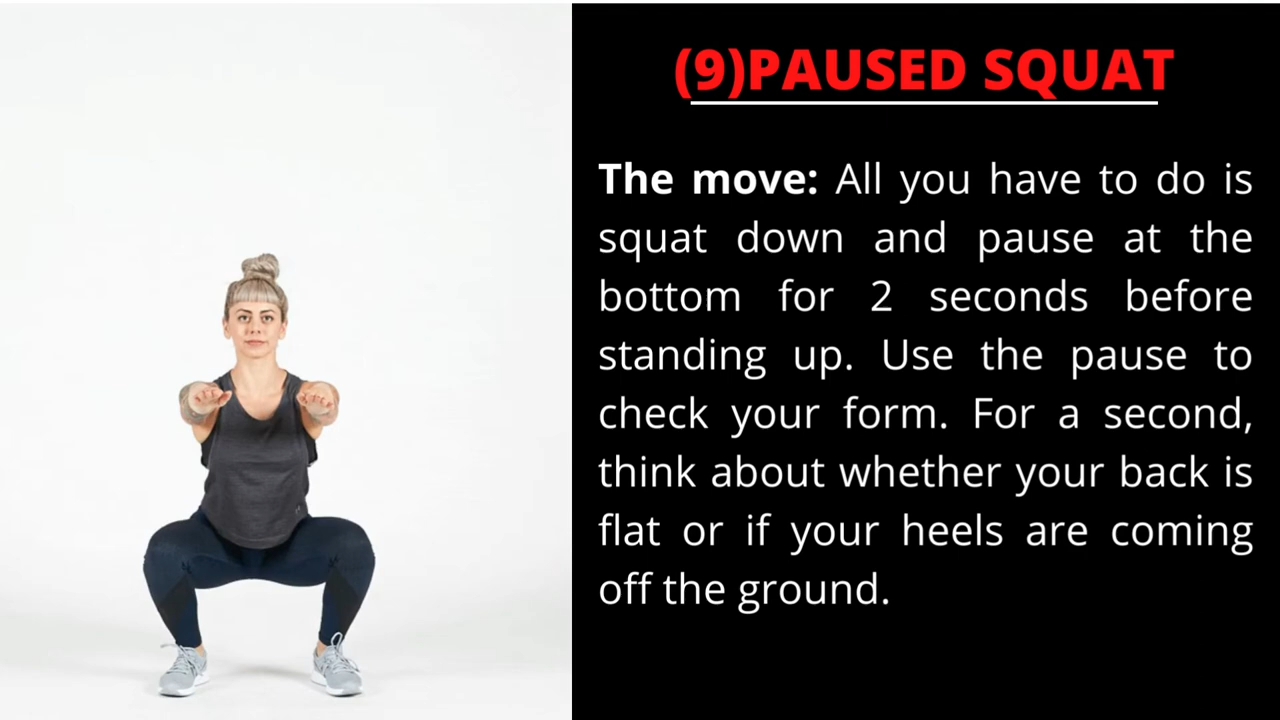 (9)PAUSED SQUAT
The move: All you have to do is
squat down and pause at the
bottom for 2 seconds before
standing up. Use the pause to
check your form. For a second,
think about whether your back is
flat or if your heels are coming
off the ground.